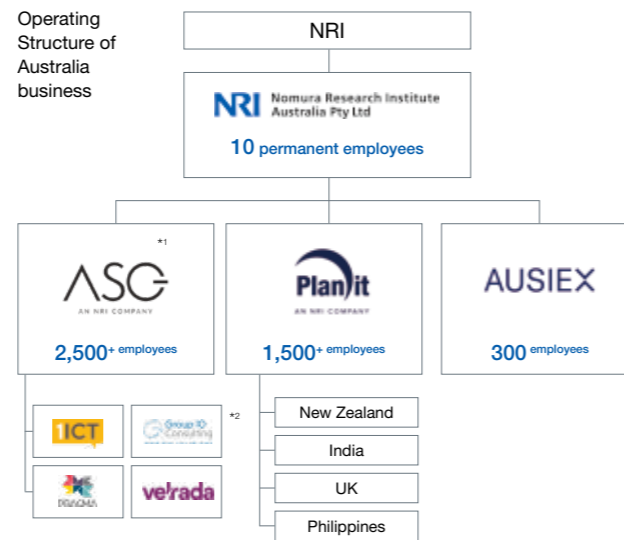 Operating
Structure of
Australia
business
NRI
NRI Nomura Research Institute
Australia Pty Ltd
10 permanent employees
*1
ASG
AN NRI COMPANY
2,500+ employees
Planit
AN NRI COMPANY
1,500+ employees
AUSIEX
300 employees
1ICT
Group 10
Consulting
*2
PRAGMA
velrada
New Zealand
India
UK
Philippines